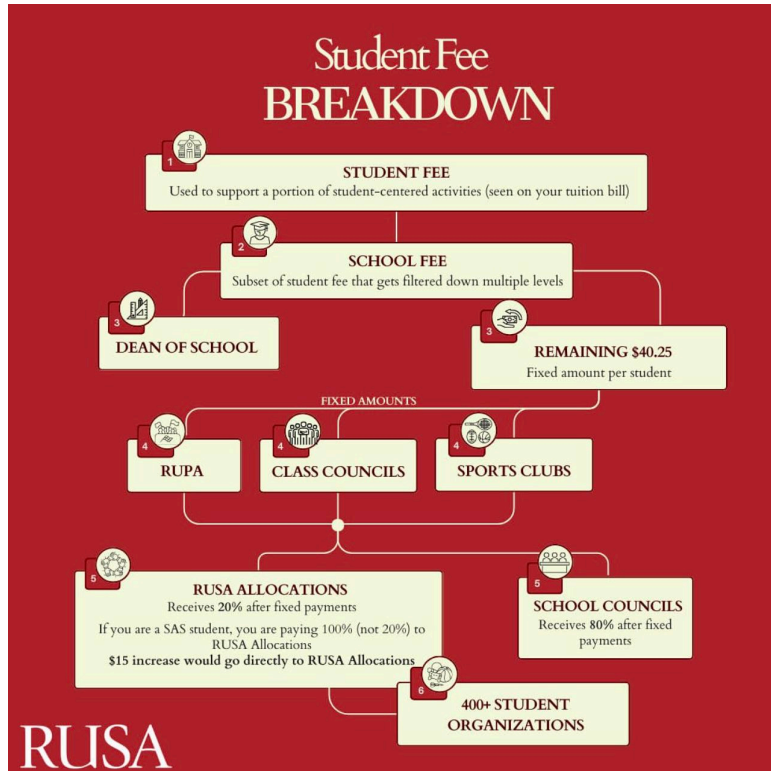 Student Fee
BREAKDOWN
1
STUDENT FEE
Used to support a portion of student-centered activities (seen on your tuition bill)
2
SCHOOL FEE
Subset of student fee that gets filtered down multiple levels
3
DEAN OF SCHOOL
3
REMAINING $40.25
Fixed amount per student
FIXED AMOUNTS
4
RUPA
4
CLASS COUNCILS
4
SPORTS CLUBS
5
RUSA ALLOCATIONS
Receives 20% after fixed payments
If you are a SAS student, you are paying 100% (not 20%) to
RUSA Allocations
$15 increase would go directly to RUSA Allocations
5
SCHOOL COUNCILS
Receives 80% after fixed
payments
6
400+ STUDENT
ORGANIZATIONS
RUSA